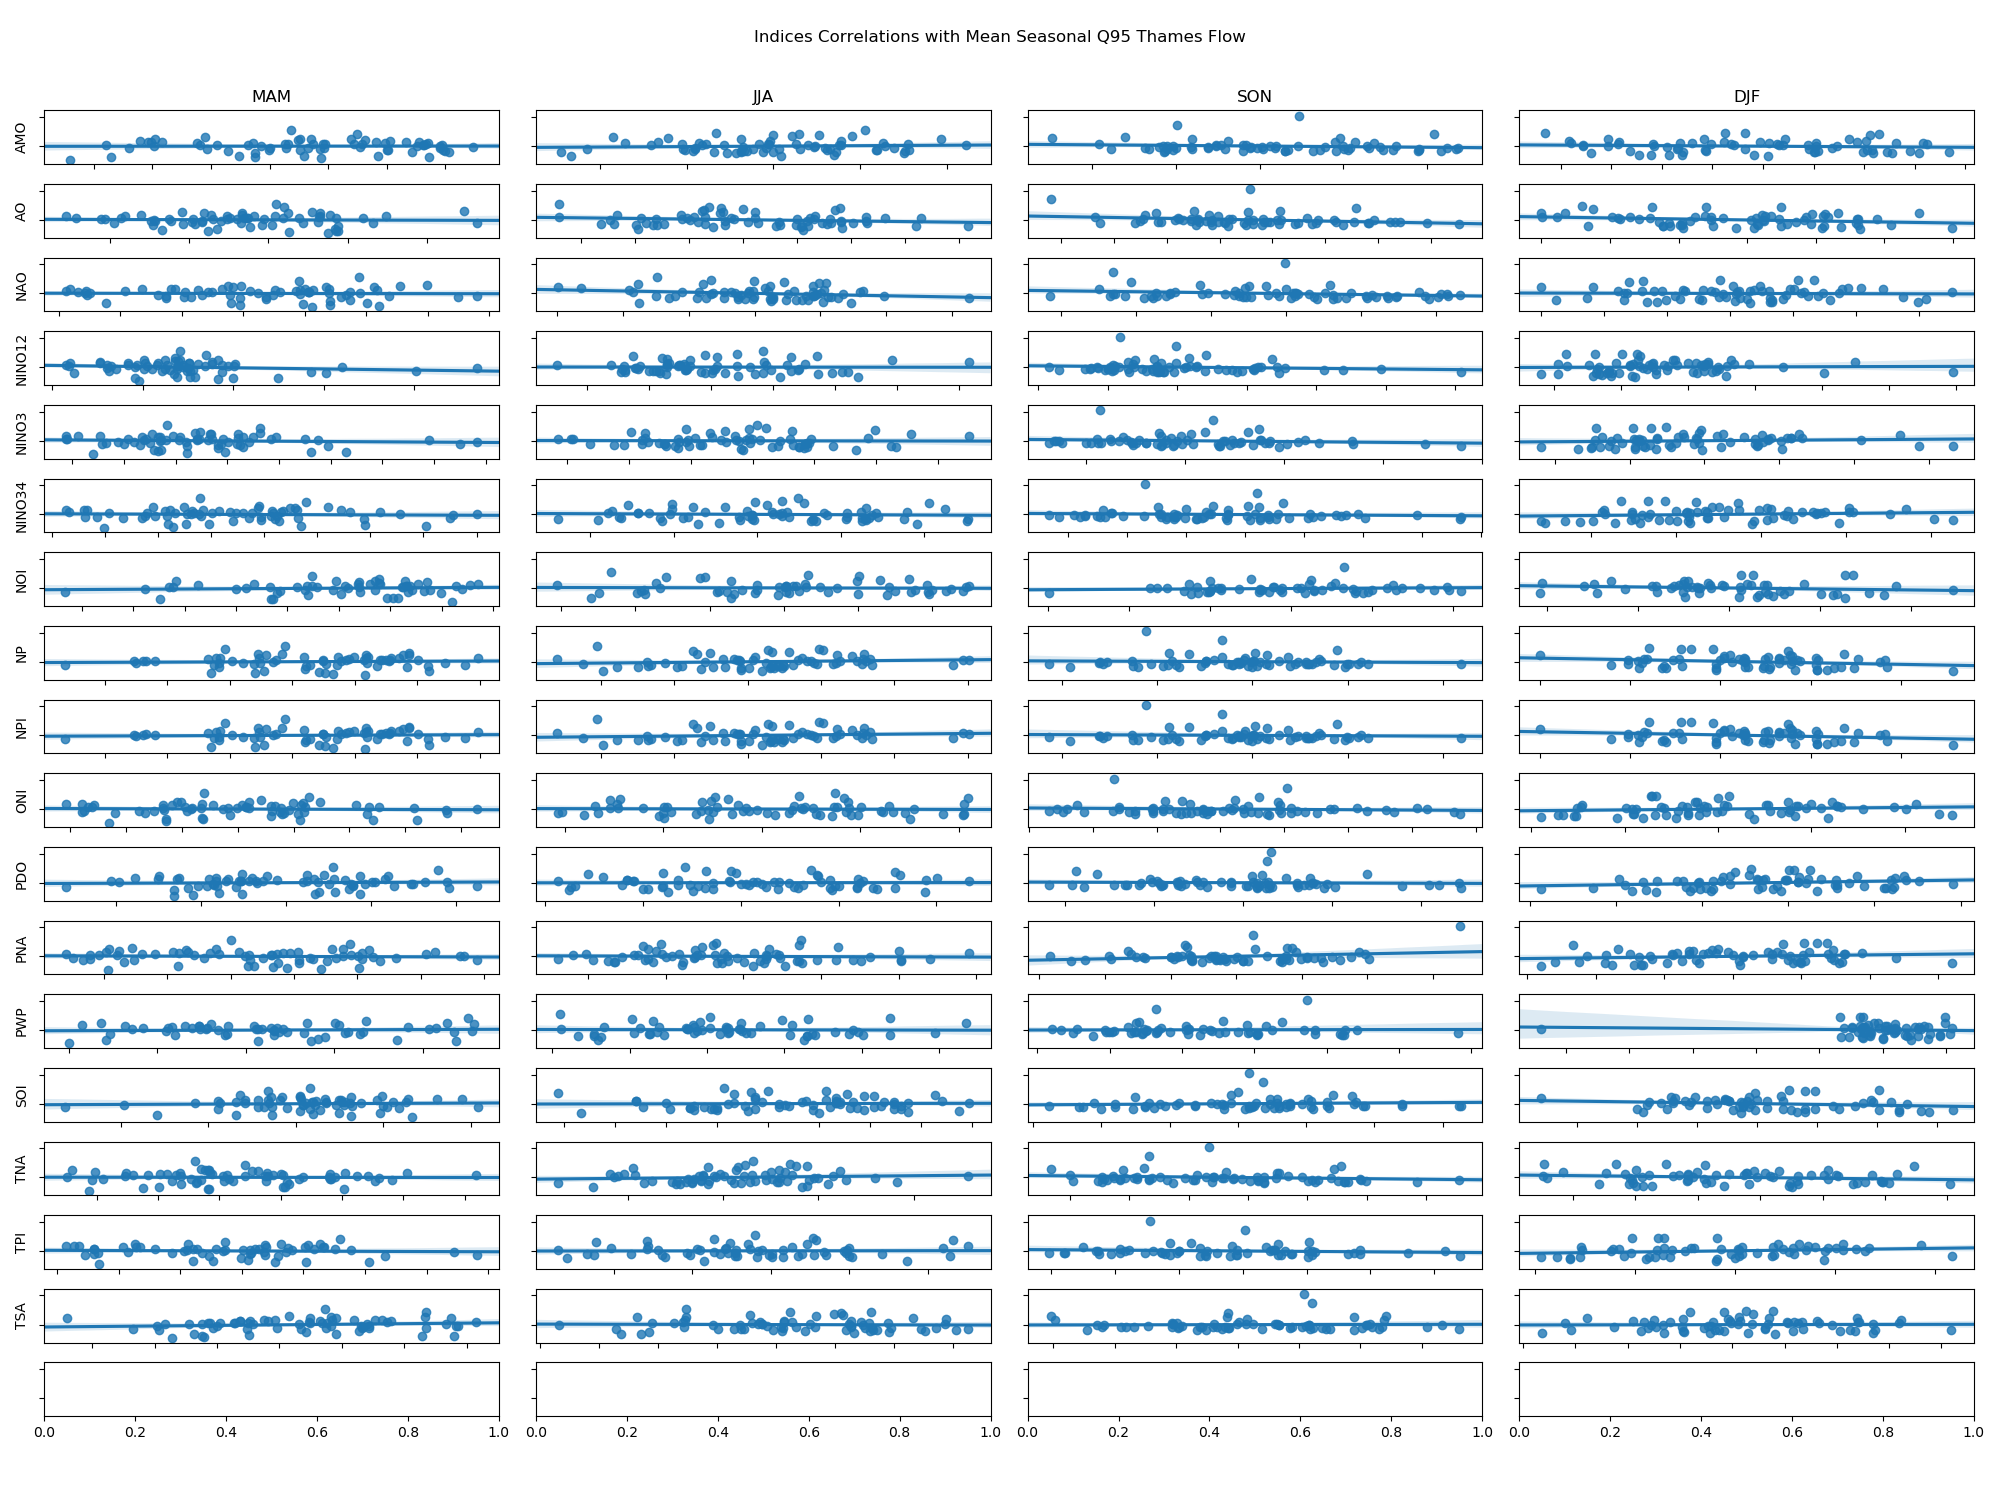 Indices Correlations with Mean Seasonal Q95 Thames Flow
MAM JJA SON DJF
AMO
AO
NAO
NINO12
NINO3
NINO34
NOI
NP
NPI
ONI
PDO
PNA
PWP
SOI
TNA
TPI
TSA
0.0 0.2 0.4 0.6 0.8 1.0 0.0 0.2 0.4 0.6 0.8 1.0 0.0 0.2 0.4 0.6 0.8 1.0 0.0 0.2 0.4 0.6 0.8 1.0